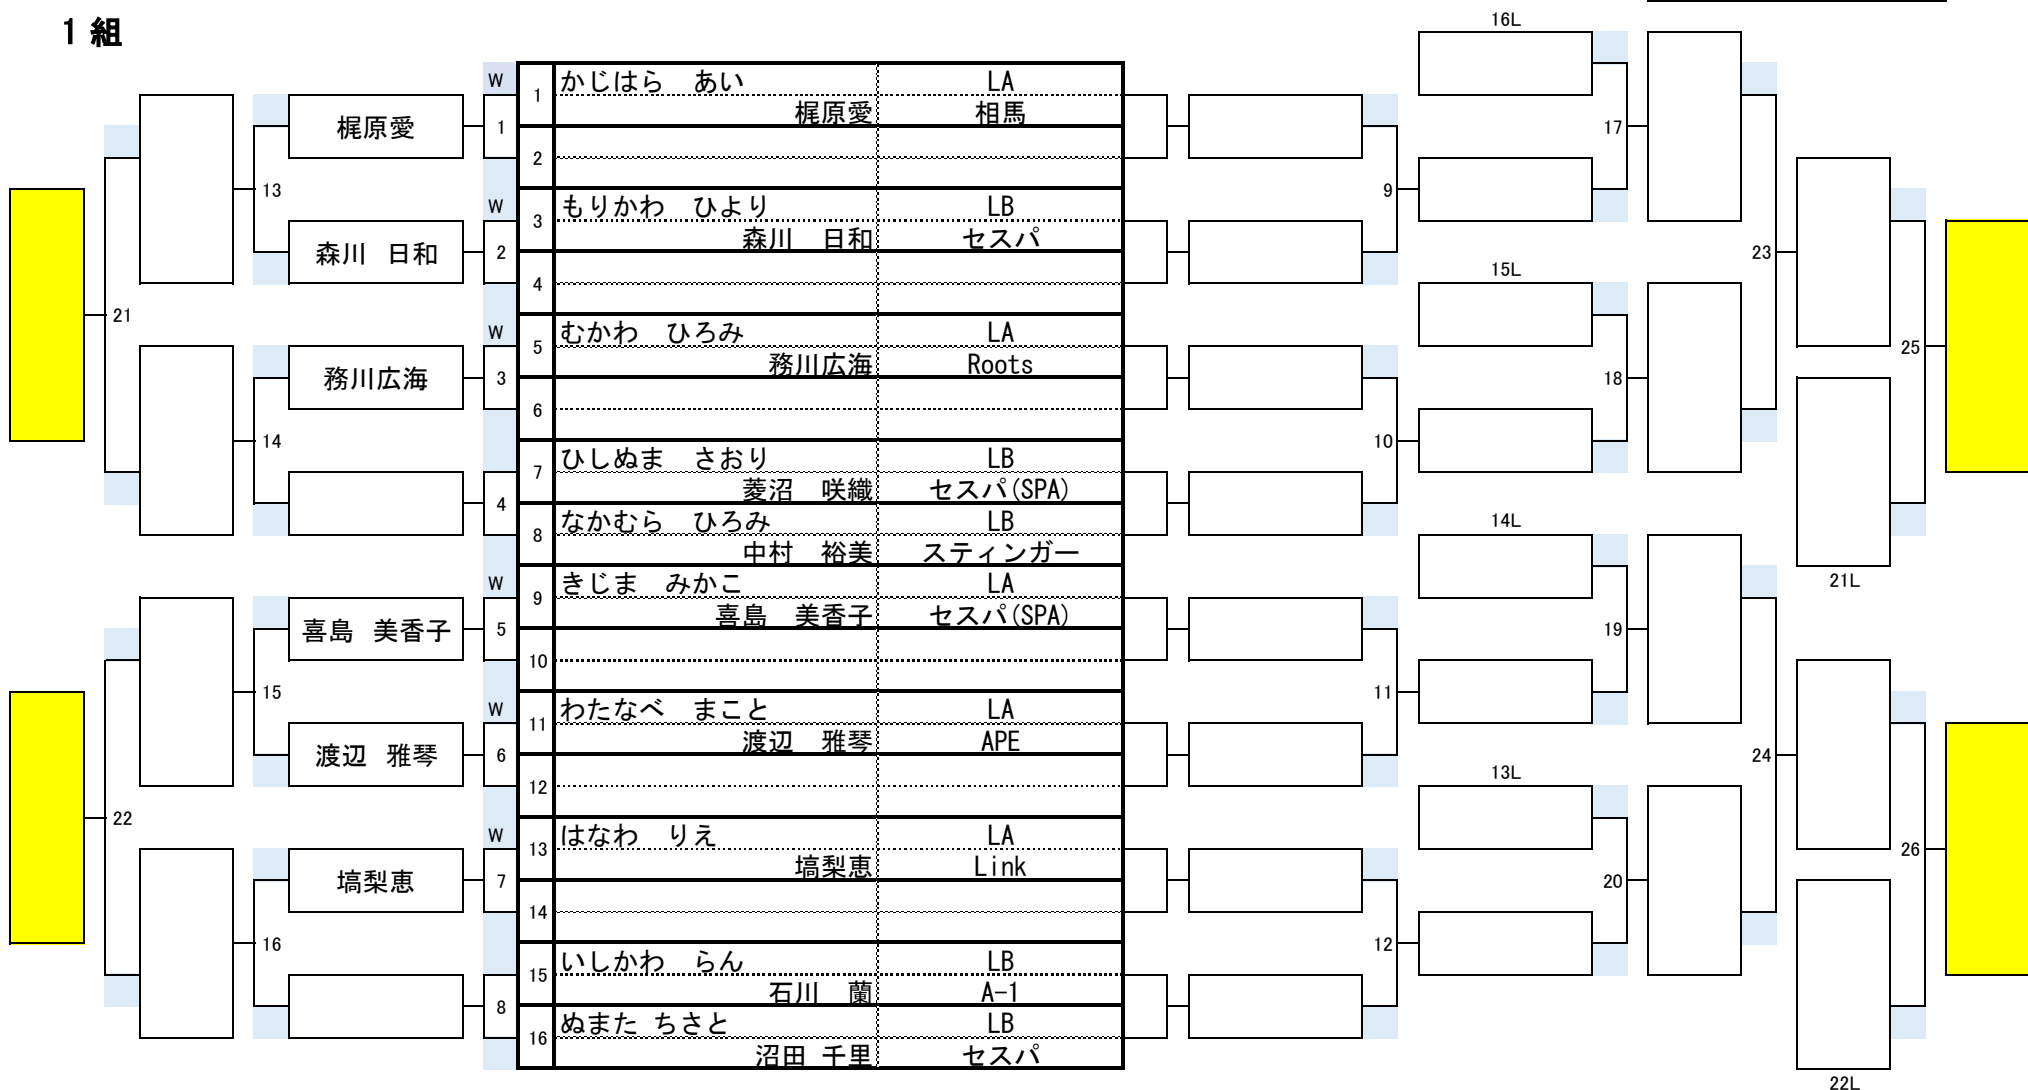 16L
1 組
W
かじはら　あい LA
1
梶原愛 相馬
梶原愛
1
17
2
13
9
W
もりかわ　ひより LB
3
森川　日和 セスパ
森川　日和
2
23
15L
4
21
W
むかわ　ひろみ LA
5
務川広海 Roots
25
務川広海
3
18
6
14
10
ひしぬま　さおり LB
7
菱沼　咲織 セスパ(SPA)
4
なかむら　ひろみ LB
14L
8
中村　裕美 スティンガー
W
きじま　みかこ LA
21L
9
喜島　美香子 セスパ(SPA)
喜島　美香子
5
19
10
15
11
W
わたなべ　まこと LA
11
渡辺　雅琴 APE
渡辺　雅琴
6
24
13L
12
22
W
はなわ　りえ LA
13
塙梨恵 Link
26
塙梨恵
7
20
14
16
12
いしかわ　らん LB
15
石川　蘭 A-1
8
ぬまた ちさと LB
16
沼田 千里 セスパ
22L